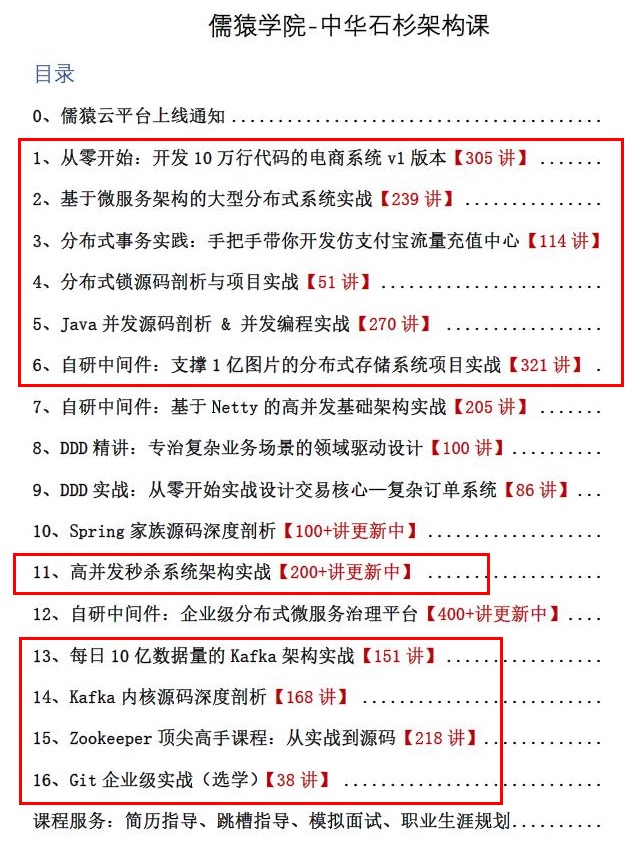 儒猿学院-中华石杉架构课
目录
0、儒猿云平台上线通知......................................
1、从零开始：开发 10 万行代码的电商系统 v1 版本【305 讲】.......
2、基于微服务架构的大型分布式系统实战【239 讲】...............
3、分布式事务实践：手把手带你开发仿支付宝流量充值中心【114 讲】
4、分布式锁源码剖析与项目实战【51 讲】.......................
5、Java 并发源码剖析 & 并发编程实战【270 讲】 .................
6、自研中间件：支撑 1 亿图片的分布式存储系统项目实战【321 讲】.
7、自研中间件：基于 Netty 的高并发基础架构实战【205 讲】.......
8、DDD 精讲：专治复杂业务场景的领域驱动设计【100 讲】..........
9、DDD 实战：从零开始实战设计交易核心—复杂订单系统【86 讲】...
10、Spring 家族源码深度剖析【100+讲更新中】...................
11、高并发秒杀系统架构实战【200+讲更新中】 ..................
12、自研中间件：企业级分布式微服务治理平台【400+讲更新中】....
13、每日 10 亿数据量的 Kafka 架构实战【151 讲】................
14、Kafka 内核源码深度剖析【168 讲】 ........................
15、Zookeeper 顶尖高手课程：从实战到源码【218 讲】............
16、Git 企业级实战（选学）【38 讲】 ..........................
课程服务：简历指导、跳槽指导、模拟面试、职业生涯规划..........